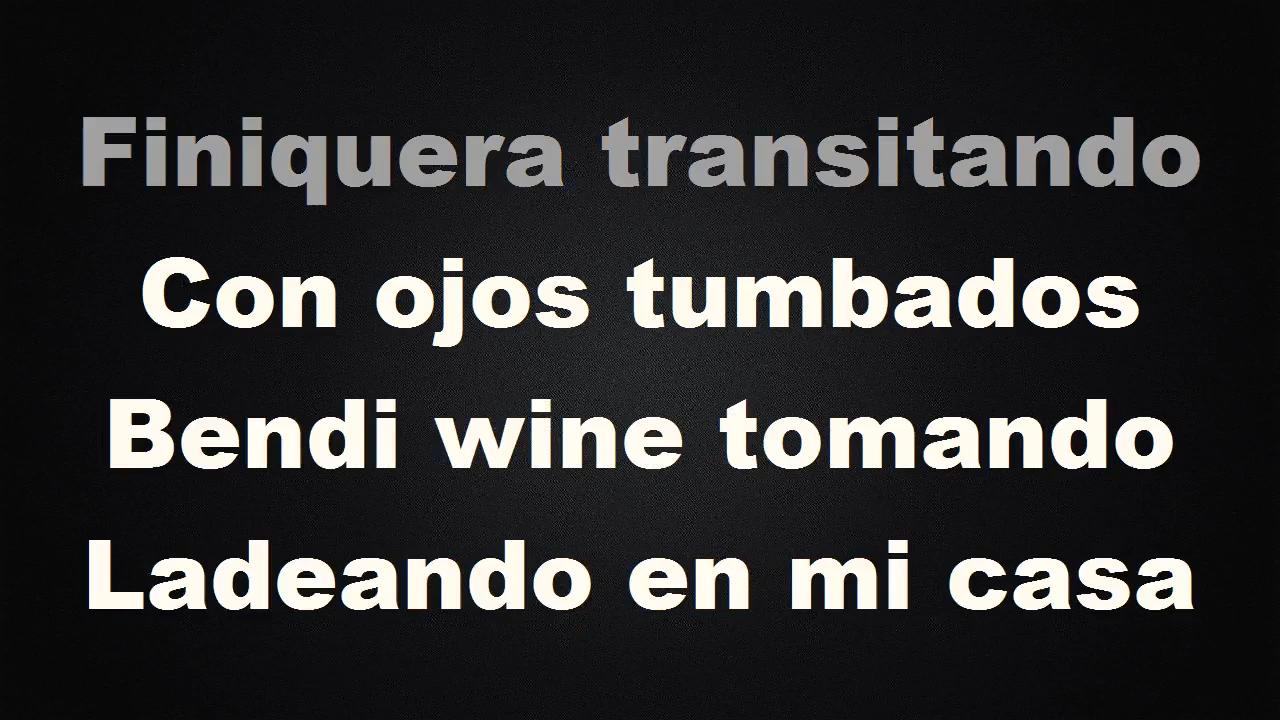 Finiquera transitando
Con ojos tumbados
Bendi wine tomando
Ladeando en mi casa